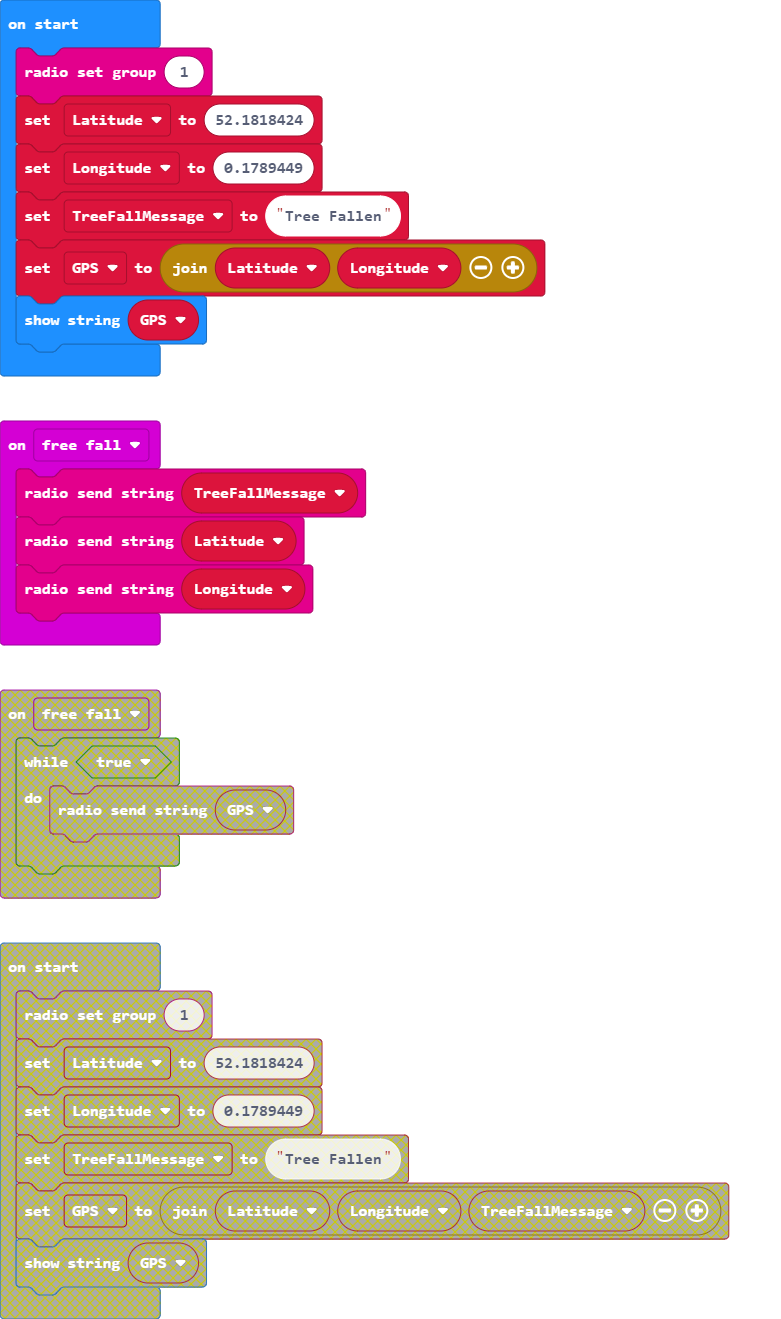 on start
radio set group 1
set Latitude to 52.1818424
set Longitude to 0.1789449
set TreeFallMessage to "Tree Fallen"
set GPS to join Latitude Longitude
show string GPS
on free fall
radio send string TreeFallMessage
radio send string Latitude
radio send string Longitude
on free fall
while true
do radio send string GPS
on start
radio set group 1
set Latitude to 52.1818424
set Longitude to 0.1789449
set TreeFallMessage to "Tree Fallen"
set GPS to join Latitude Longitude TreeFallMessage
show string GPS